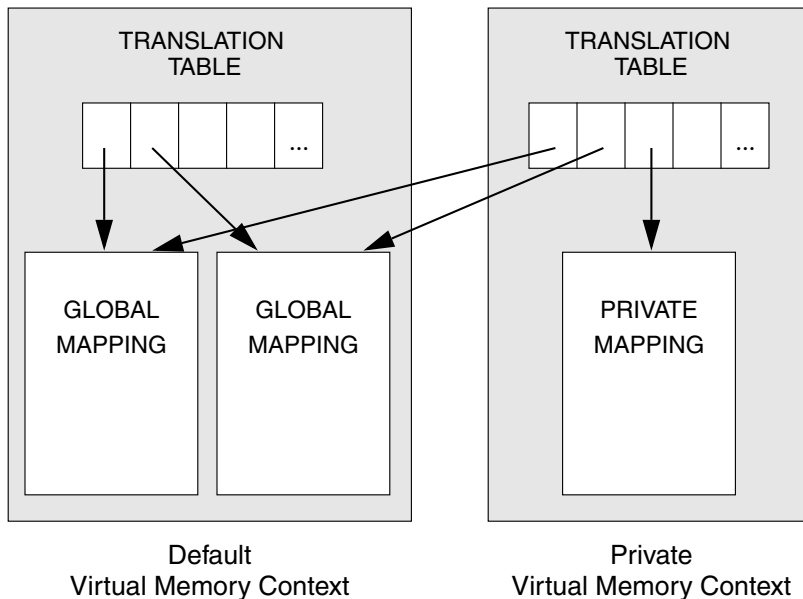 TRANSLATION
TABLE
...
GLOBAL
MAPPING
GLOBAL
MAPPING
Default
Virtual Memory Context
TRANSLATION
TABLE
...
PRIVATE
MAPPING
Private
Virtual Memory Context